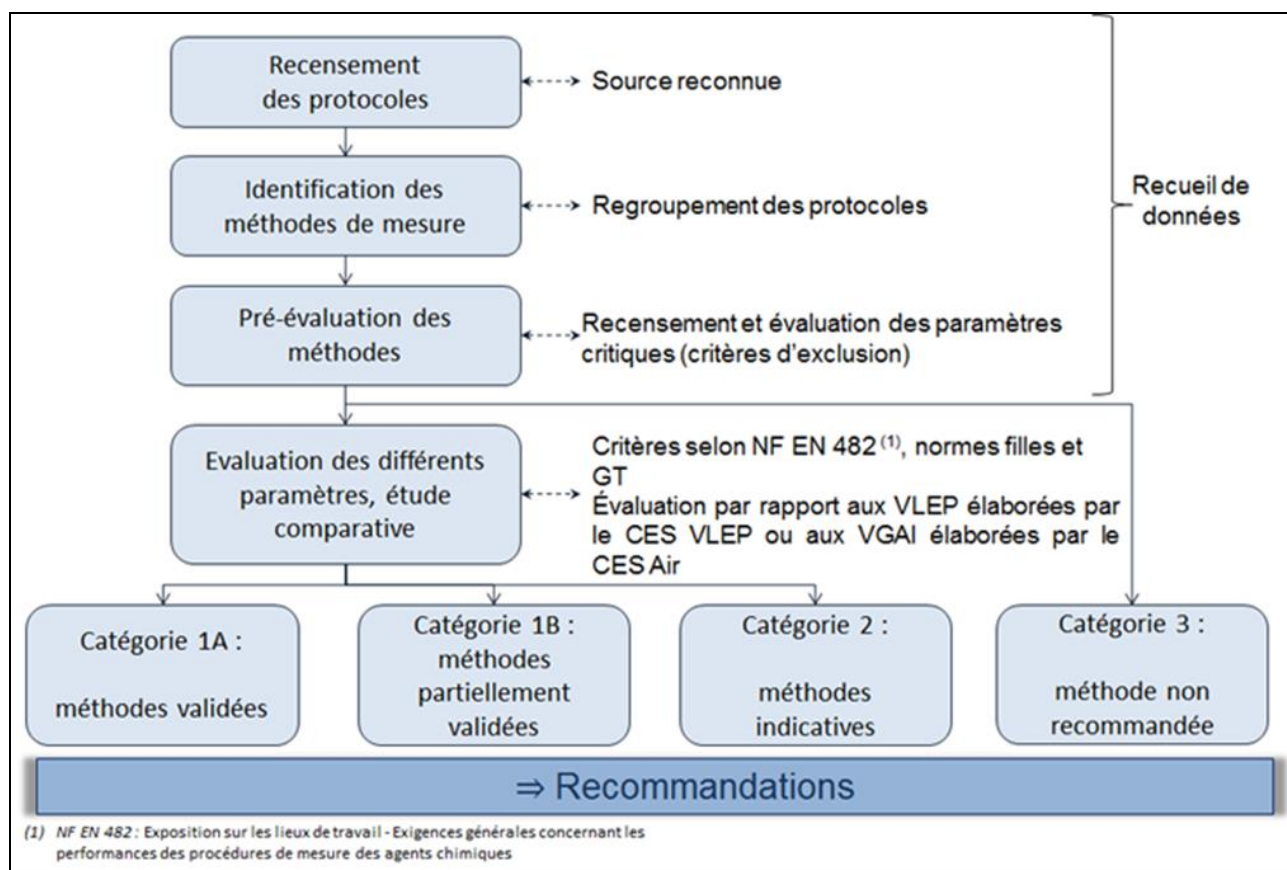 Recensement
des protocoles
Source reconnue
Identification des
méthodes de mesure
Regroupement des protocoles
Recueil de
données
Pré-évaluation des
méthodes
Recensement et évaluation des paramètres
critiques (critères d'exclusion)
Evaluation des différents
paramètres, étude
comparative
Critères selon NF EN 482 (1), normes filles et
GT
Évaluation par rapport aux VLEP élaborées par
le CES VLEP ou aux VGAI élaborées par le
CES Air
Catégorie 1A :
méthodes validées
Catégorie 1B :
méthodes
partiellement
validées
Catégorie 2 :
méthodes
indicatives
Catégorie 3 :
méthode non
recommandée
⇒ Recommandations
(1) NF EN 482 : Exposition sur les lieux de travail - Exigences générales concernant les
performances des procédures de mesure des agents chimiques